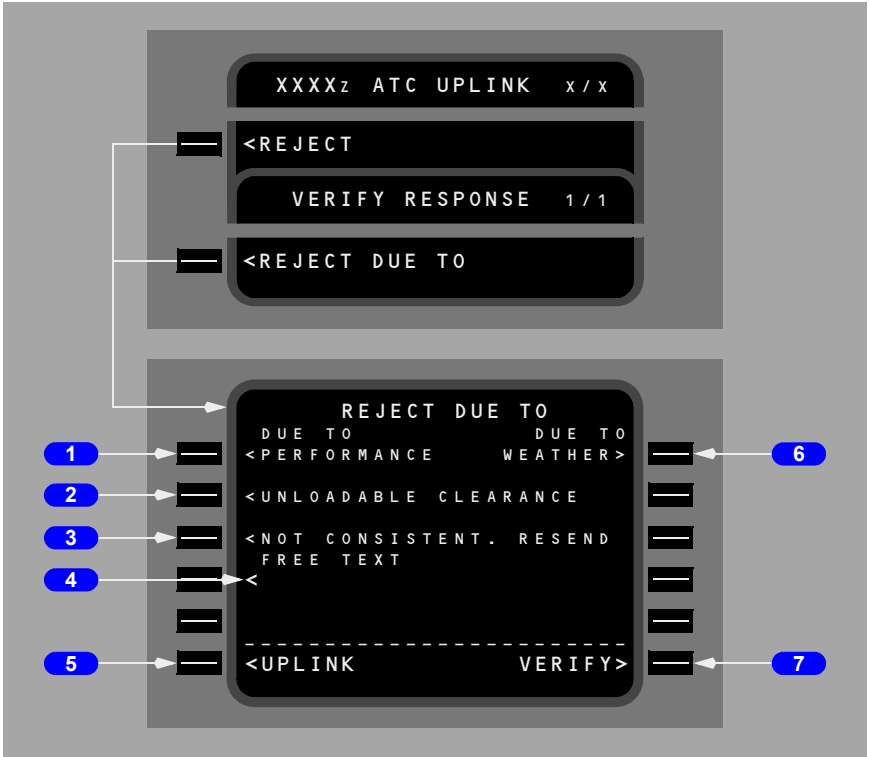 XXXXz ATC UPLINK x/x
<REJECT
VERIFY RESPONSE 1/1
<REJECT DUE TO
REJECT DUE TO
DUE TO DUE TO
1 <PERFORMANCE WEATHER> 6
2 <UNLOADABLE CLEARANCE
3 <NOT CONSISTENT. RESEND
FREE TEXT
4 <
------------------------
5 <UPLINK VERIFY> 7